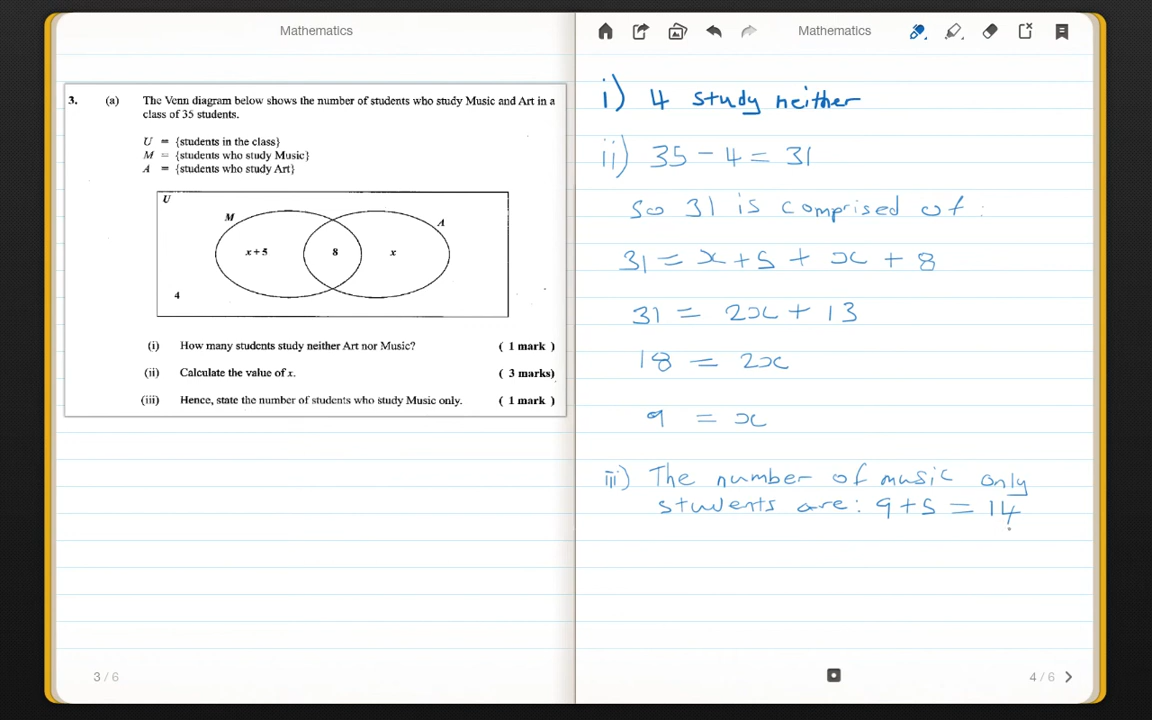 Mathematics
3. (a) The Venn diagram below shows the number of students who study Music and Art in a
class of 35 students.
U = {students in the class}
M = {students who study Music}
A = {students who study Art}
U
M
A
x + 5
8
x
4
(i) How many students study neither Art nor Music? ( 1 mark )
(ii) Calculate the value of x. ( 3 marks)
(iii) Hence, state the number of students who study Music only. ( 1 mark )
3 / 6
Mathematics
i) 4 study neither
ii) 35 - 4 = 31
so 31 is comprised of :
31 = x + 5 + x + 8
31 = 2x + 13
18 = 2x
9 = x
iii) The number of music only
students are: 9 + 5 = 14
4 / 6